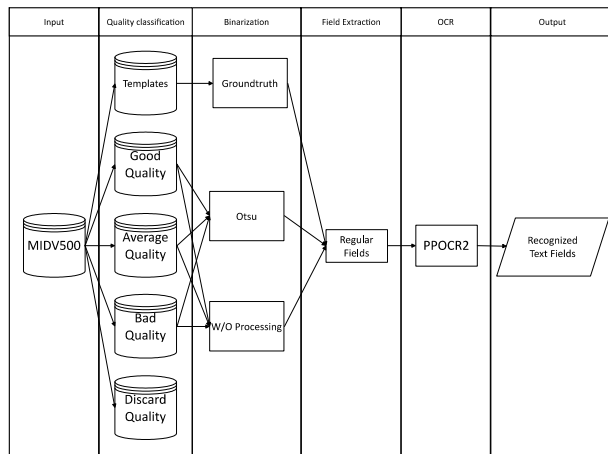 Input
Quality classification
Binarization
Field Extraction
OCR
Output
Templates
Groundtruth
Good
Quality
Otsu
MIDV500
Average
Quality
Regular
Fields
PPOCR2
Recognized
Text Fields
Bad
Quality
W/O Processing
Discard
Quality